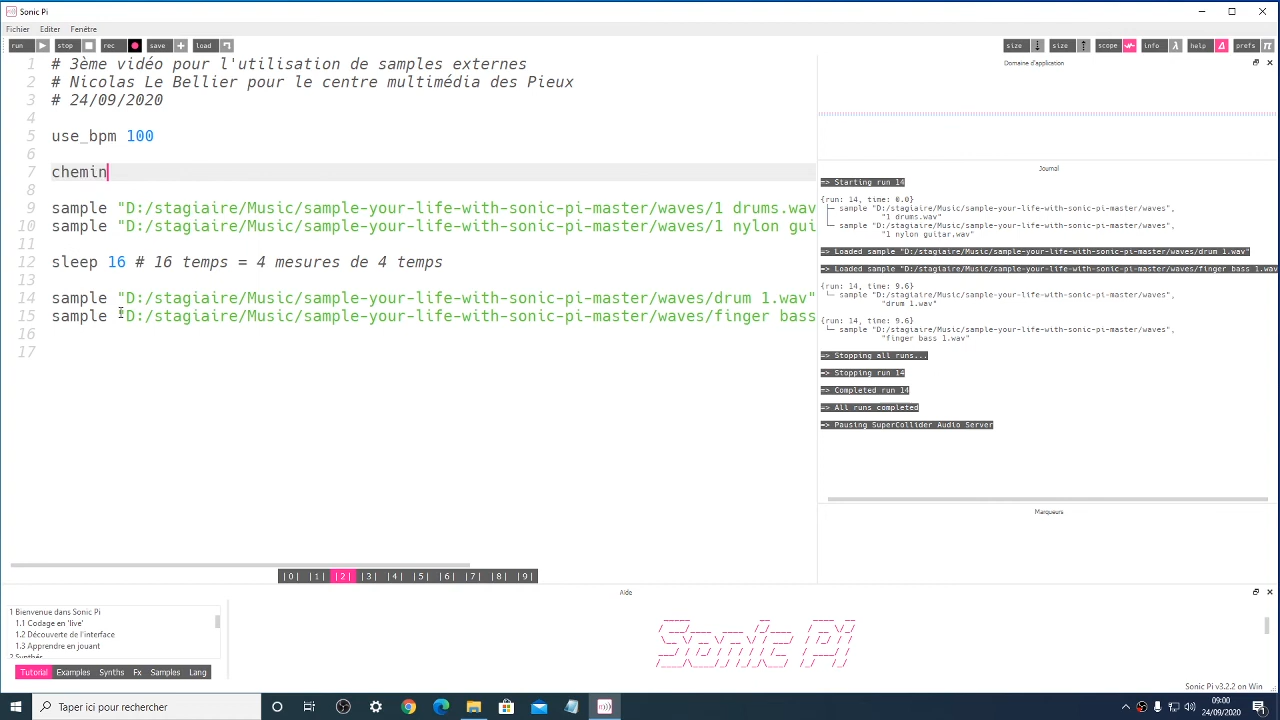 Sonic Pi
Fichier Editer Fenêtre
run stop rec save load size size scope info help prefs
1 # 3ème vidéo pour l'utilisation de samples externes
2 # Nicolas Le Bellier pour le centre multimédia des Pieux
3 # 24/09/2020
4
5 use_bpm 100
6
7 chemin
8
9 sample "D:/stagiaire/Music/sample-your-life-with-sonic-pi-master/waves/1 drums.wav
10 sample "D:/stagiaire/Music/sample-your-life-with-sonic-pi-master/waves/1 nylon gui
11
12 sleep 16 # 16 temps = 4 mesures de 4 temps
13
14 sample "D:/stagiaire/Music/sample-your-life-with-sonic-pi-master/waves/drum 1.wav"
15 sample "D:/stagiaire/Music/sample-your-life-with-sonic-pi-master/waves/finger bass
16
17
|0| |1| |2| |3| |4| |5| |6| |7| |8| |9|
Domaine d'application
Journal
=> Starting run 14
{run: 14, time: 0.0}
├─ sample "D:/stagiaire/Music/sample-your-life-with-sonic-pi-master/waves",
"1 drums.wav"
└─ sample "D:/stagiaire/Music/sample-your-life-with-sonic-pi-master/waves",
"1 nylon guitar.wav"
=> Loaded sample "D:/stagiaire/Music/sample-your-life-with-sonic-pi-master/waves/drum 1.wav"
=> Loaded sample "D:/stagiaire/Music/sample-your-life-with-sonic-pi-master/waves/finger bass 1.wav
{run: 14, time: 9.6}
└─ sample "D:/stagiaire/Music/sample-your-life-with-sonic-pi-master/waves",
"drum 1.wav"
{run: 14, time: 9.6}
└─ sample "D:/stagiaire/Music/sample-your-life-with-sonic-pi-master/waves",
"finger bass 1.wav"
=> Stopping all runs...
=> Stopping run 14
=> Completed run 14
=> All runs completed
=> Pausing SuperCollider Audio Server
Marqueurs
Aide
1 Bienvenue dans Sonic Pi
1.1 Codage en 'live'
1.2 Découverte de l'interface
1.3 Apprendre en jouant
2 Synthés
Tutorial Examples Synths Fx Samples Lang
Sonic Pi
Sonic Pi v3.2.2 on Win
Taper ici pour rechercher
09:00
24/09/2020